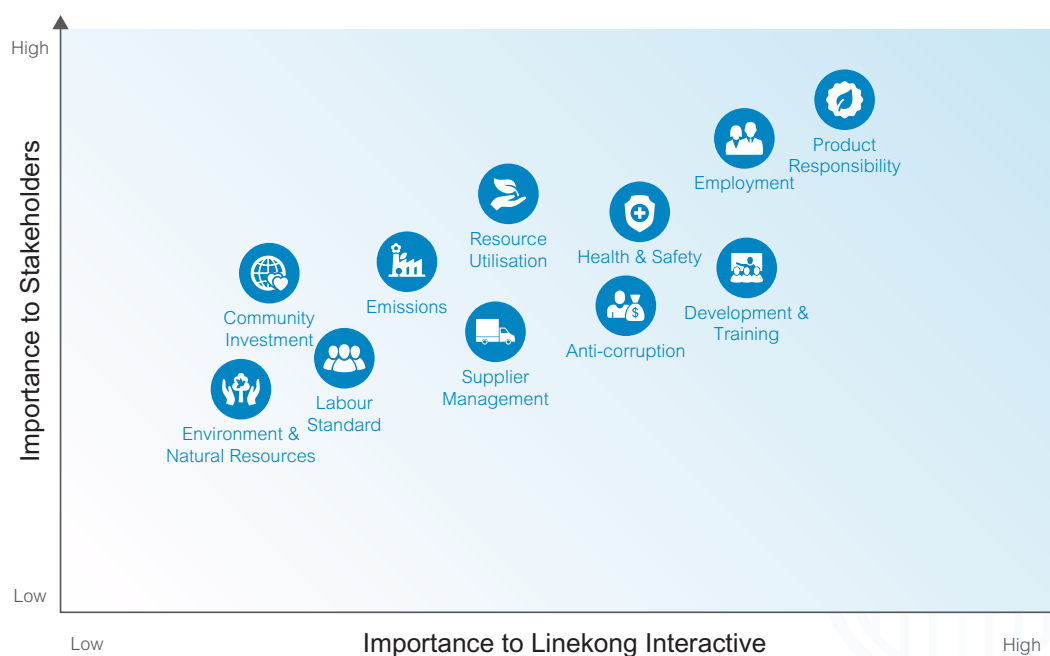 High
Importance to Stakeholders
Product
Responsibility
Employment
Resource
Utilisation
Health & Safety
Emissions
Community
Investment
Development &
Training
Anti-corruption
$
Supplier
Management
Labour
Standard
Environment &
Natural Resources
Low
Low
Importance to Linekong Interactive
High